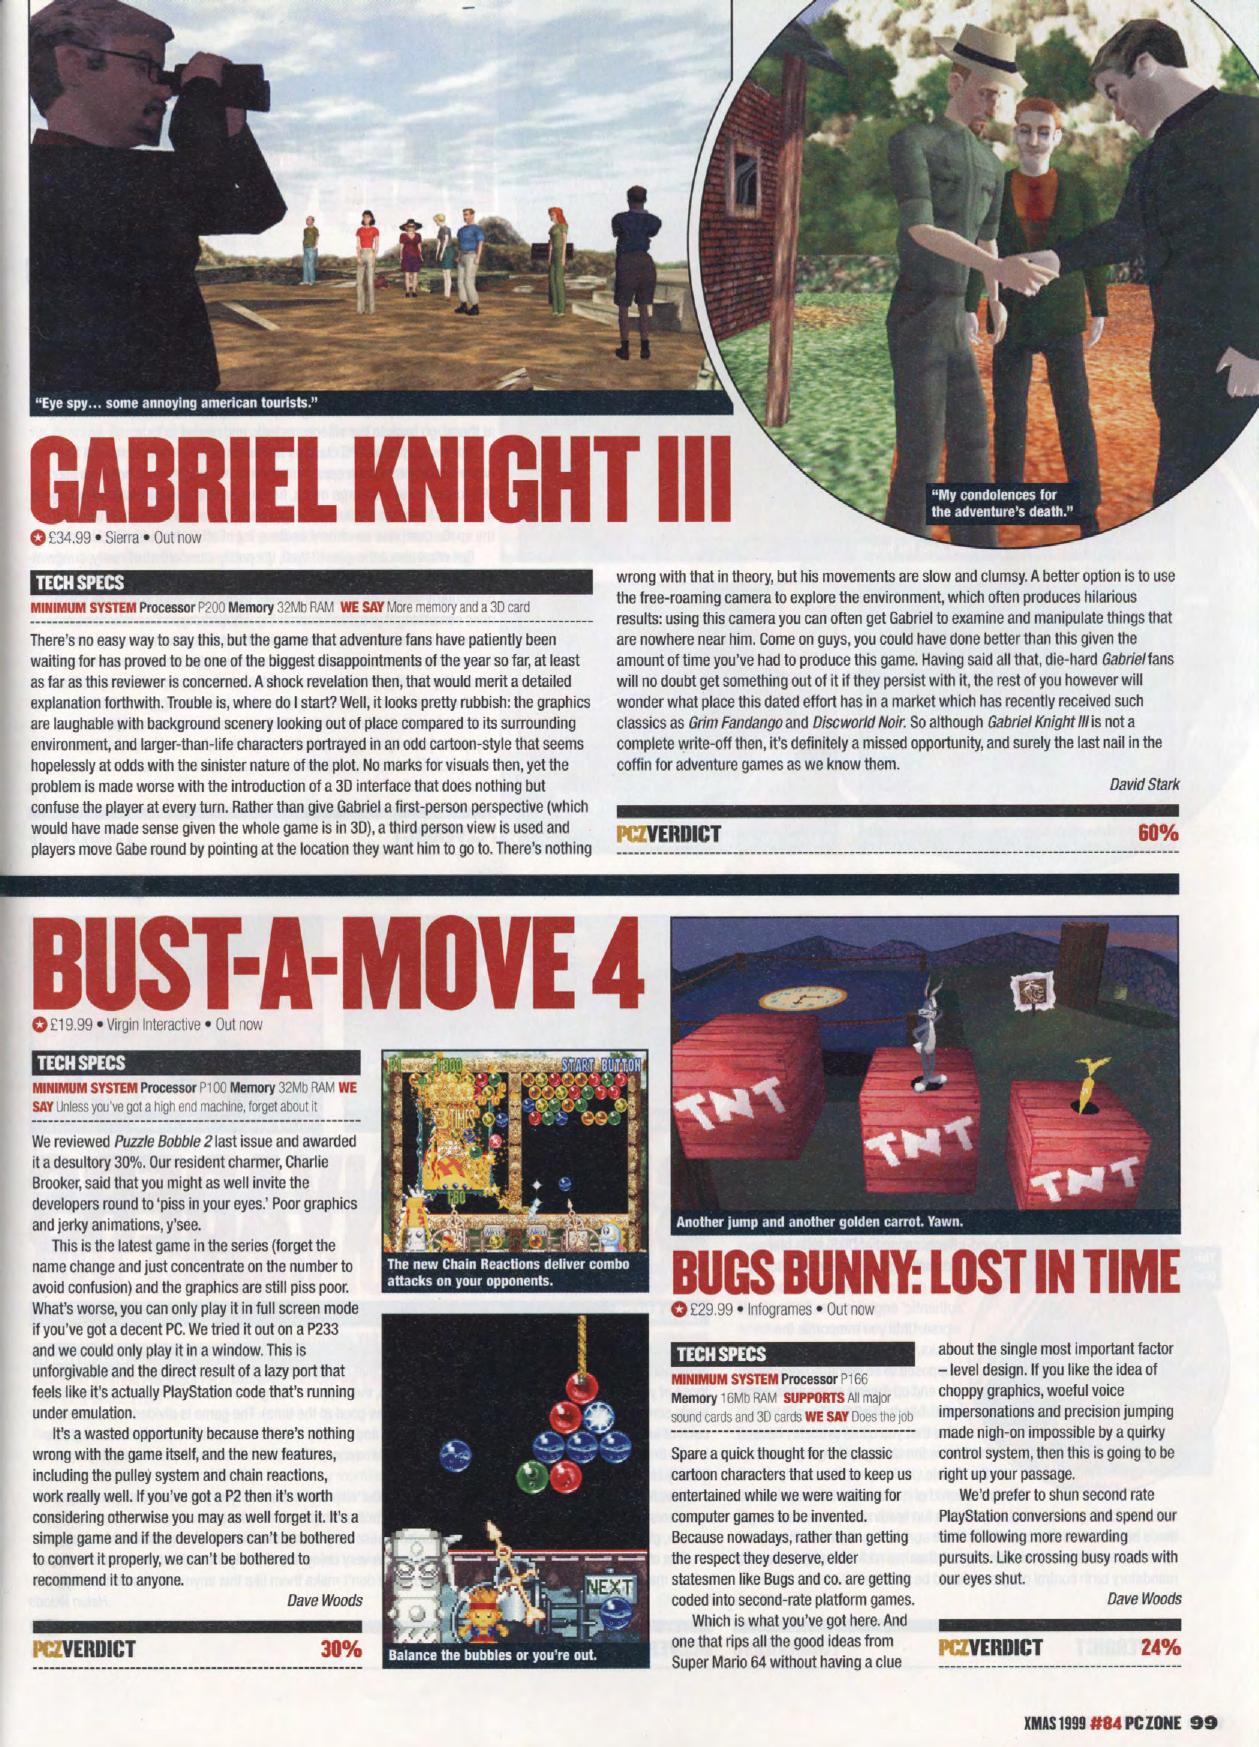 "Eye spy... some annoying american tourists."
"My condolences for
the adventure's death."
GABRIEL KNIGHT III
£34.99 • Sierra • Out now
TECH SPECS
MINIMUM SYSTEM Processor P200 Memory 32Mb RAM WE SAY More memory and a 3D card
There's no easy way to say this, but the game that adventure fans have patiently been
waiting for has proved to be one of the biggest disappointments of the year so far, at least
as far as this reviewer is concerned. A shock revelation then, that would merit a detailed
explanation forthwith. Trouble is, where do I start? Well, it looks pretty rubbish: the graphics
are laughable with background scenery looking out of place compared to its surrounding
environment, and larger-than-life characters portrayed in an odd cartoon-style that seems
hopelessly at odds with the sinister nature of the plot. No marks for visuals then, yet the
problem is made worse with the introduction of a 3D interface that does nothing but
confuse the player at every turn. Rather than give Gabriel a first-person perspective (which
would have made sense given the whole game is in 3D), a third person view is used and
players move Gabe round by pointing at the location they want him to go to. There's nothing
wrong with that in theory, but his movements are slow and clumsy. A better option is to use
the free-roaming camera to explore the environment, which often produces hilarious
results: using this camera you can often get Gabriel to examine and manipulate things that
are nowhere near him. Come on guys, you could have done better than this given the
amount of time you've had to produce this game. Having said all that, die-hard Gabriel fans
will no doubt get something out of it if they persist with it, the rest of you however will
wonder what place this dated effort has in a market which has recently received such
classics as Grim Fandango and Discworld Noir. So although Gabriel Knight III is not a
complete write-off then, it's definitely a missed opportunity, and surely the last nail in the
coffin for adventure games as we know them.
David Stark
PCZVERDICT 60%
BUST-A-MOVE 4
£19.99 • Virgin Interactive • Out now
TECH SPECS
MINIMUM SYSTEM Processor P100 Memory 32Mb RAM WE
SAY Unless you've got a high end machine, forget about it
We reviewed Puzzle Bobble 2 last issue and awarded
it a desultory 30%. Our resident charmer, Charlie
Brooker, said that you might as well invite the
developers round to 'piss in your eyes.' Poor graphics
and jerky animations, y'see.
This is the latest game in the series (forget the
name change and just concentrate on the number to
avoid confusion) and the graphics are still piss poor.
What's worse, you can only play it in full screen mode
if you've got a decent PC. We tried it out on a P233
and we could only play it in a window. This is
unforgivable and the direct result of a lazy port that
feels like it's actually PlayStation code that's running
under emulation.
It's a wasted opportunity because there's nothing
wrong with the game itself, and the new features,
including the pulley system and chain reactions,
work really well. If you've got a P2 then it's worth
considering otherwise you may as well forget it. It's a
simple game and if the developers can't be bothered
to convert it properly, we can't be bothered to
recommend it to anyone.
Dave Woods
PCZVERDICT 30%
START BUTTON
TIMES
The new Chain Reactions deliver combo
attacks on your opponents.
NEXT
Balance the bubbles or you're out.
TNT
TNT
TNT
Another jump and another golden carrot. Yawn.
BUGS BUNNY: LOST IN TIME
£29.99 • Infogrames • Out now
TECH SPECS
MINIMUM SYSTEM Processor P166
Memory 16Mb RAM SUPPORTS All major
sound cards and 3D cards WE SAY Does the job
Spare a quick thought for the classic
cartoon characters that used to keep us
entertained while we were waiting for
computer games to be invented.
Because nowadays, rather than getting
the respect they deserve, elder
statesmen like Bugs and co. are getting
coded into second-rate platform games.
Which is what you've got here. And
one that rips all the good ideas from
Super Mario 64 without having a clue
about the single most important factor
– level design. If you like the idea of
choppy graphics, woeful voice
impersonations and precision jumping
made nigh-on impossible by a quirky
control system, then this is going to be
right up your passage.
We'd prefer to shun second rate
PlayStation conversions and spend our
time following more rewarding
pursuits. Like crossing busy roads with
our eyes shut.
Dave Woods
PCZVERDICT 24%
XMAS 1999 #84 PC ZONE 99